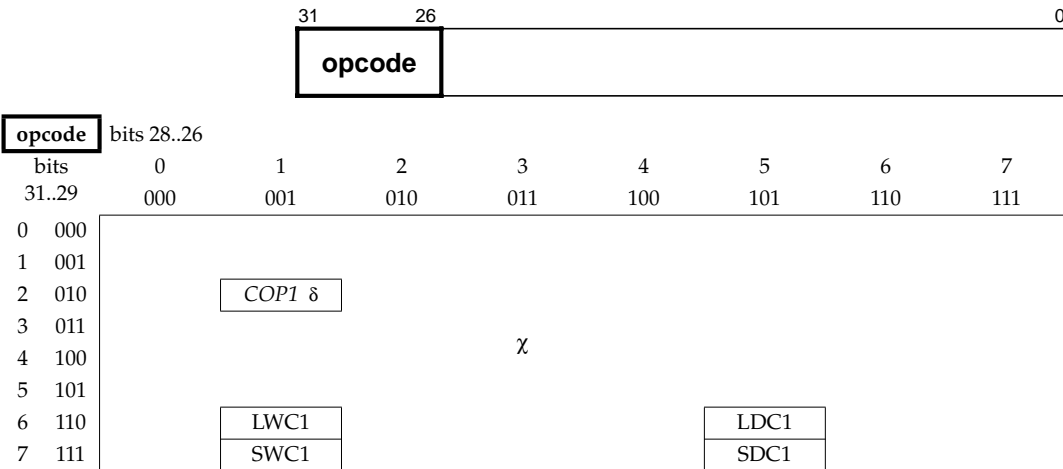 31 26 0
opcode
opcode bits 28..26
bits 0 1 2 3 4 5 6 7
31..29 000 001 010 011 100 101 110 111
0 000
1 001
2 010 COP1 δ
3 011
χ
4 100
5 101
6 110 LWC1 LDC1
7 111 SWC1 SDC1